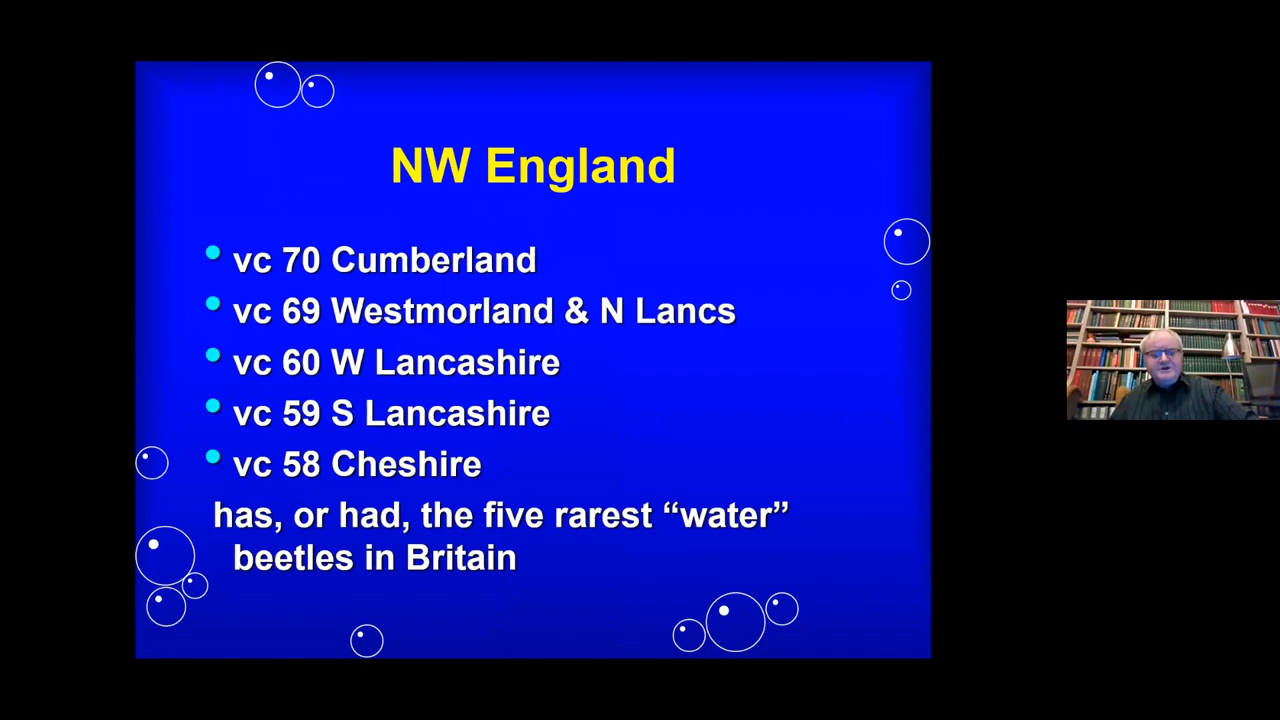 NW England
• vc 70 Cumberland
• vc 69 Westmorland & N Lancs
• vc 60 W Lancashire
• vc 59 S Lancashire
• vc 58 Cheshire
has, or had, the five rarest “water”
beetles in Britain